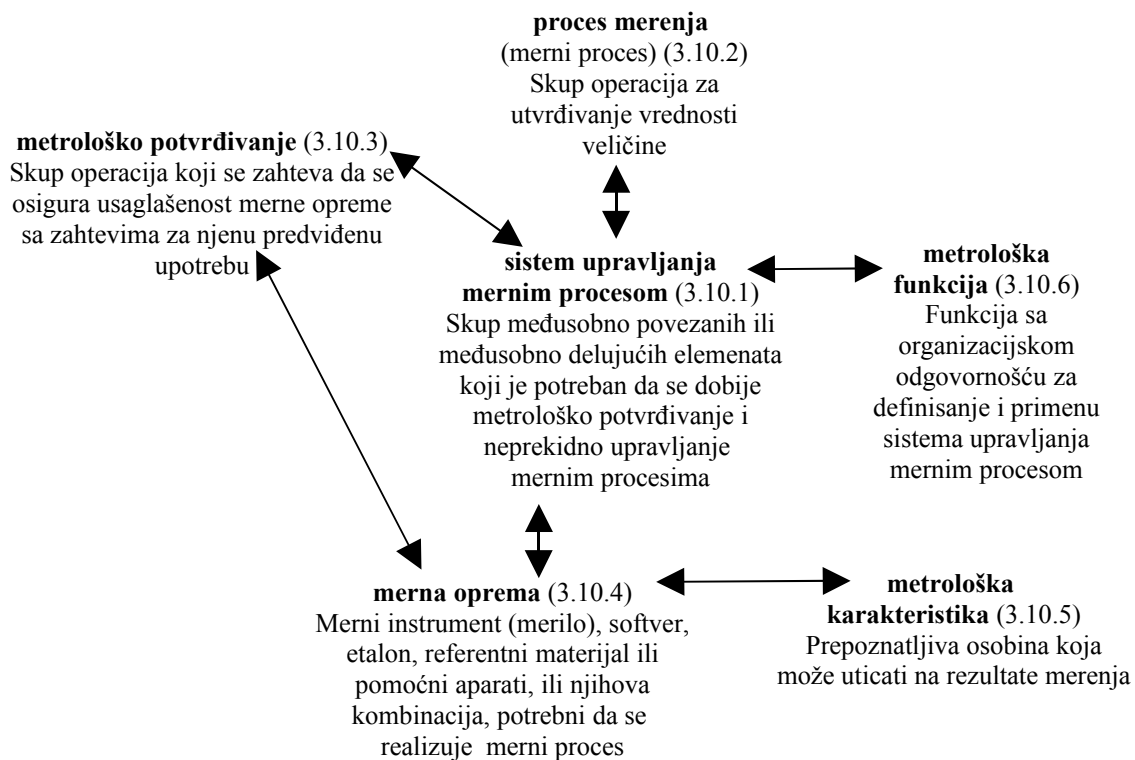 proces merenja
(merni proces) (3.10.2)
Skup operacija za
utvrđivanje vrednosti
veličine
metrološko potvrđivanje (3.10.3)
Skup operacija koji se zahteva da se
osigura usaglašenost merne opreme
sa zahtevima za njenu predviđenu
upotrebu
sistem upravljanja
mernim procesom (3.10.1)
Skup međusobno povezanih ili
međusobno delujućih elemenata
koji je potreban da se dobije
metrološko potvrđivanje i
neprekidno upravljanje
mernim procesima
metrološka
funkcija (3.10.6)
Funkcija sa
organizacijskom
odgovornošću za
definisanje i primenu
sistema upravljanja
mernim procesom
merna oprema (3.10.4)
Merni instrument (merilo), softver,
etalon, referentni materijal ili
pomoćni aparati, ili njihova
kombinacija, potrebni da se
realizuje merni proces
metrološka
karakteristika (3.10.5)
Prepoznatljiva osobina koja
može uticati na rezultate merenja